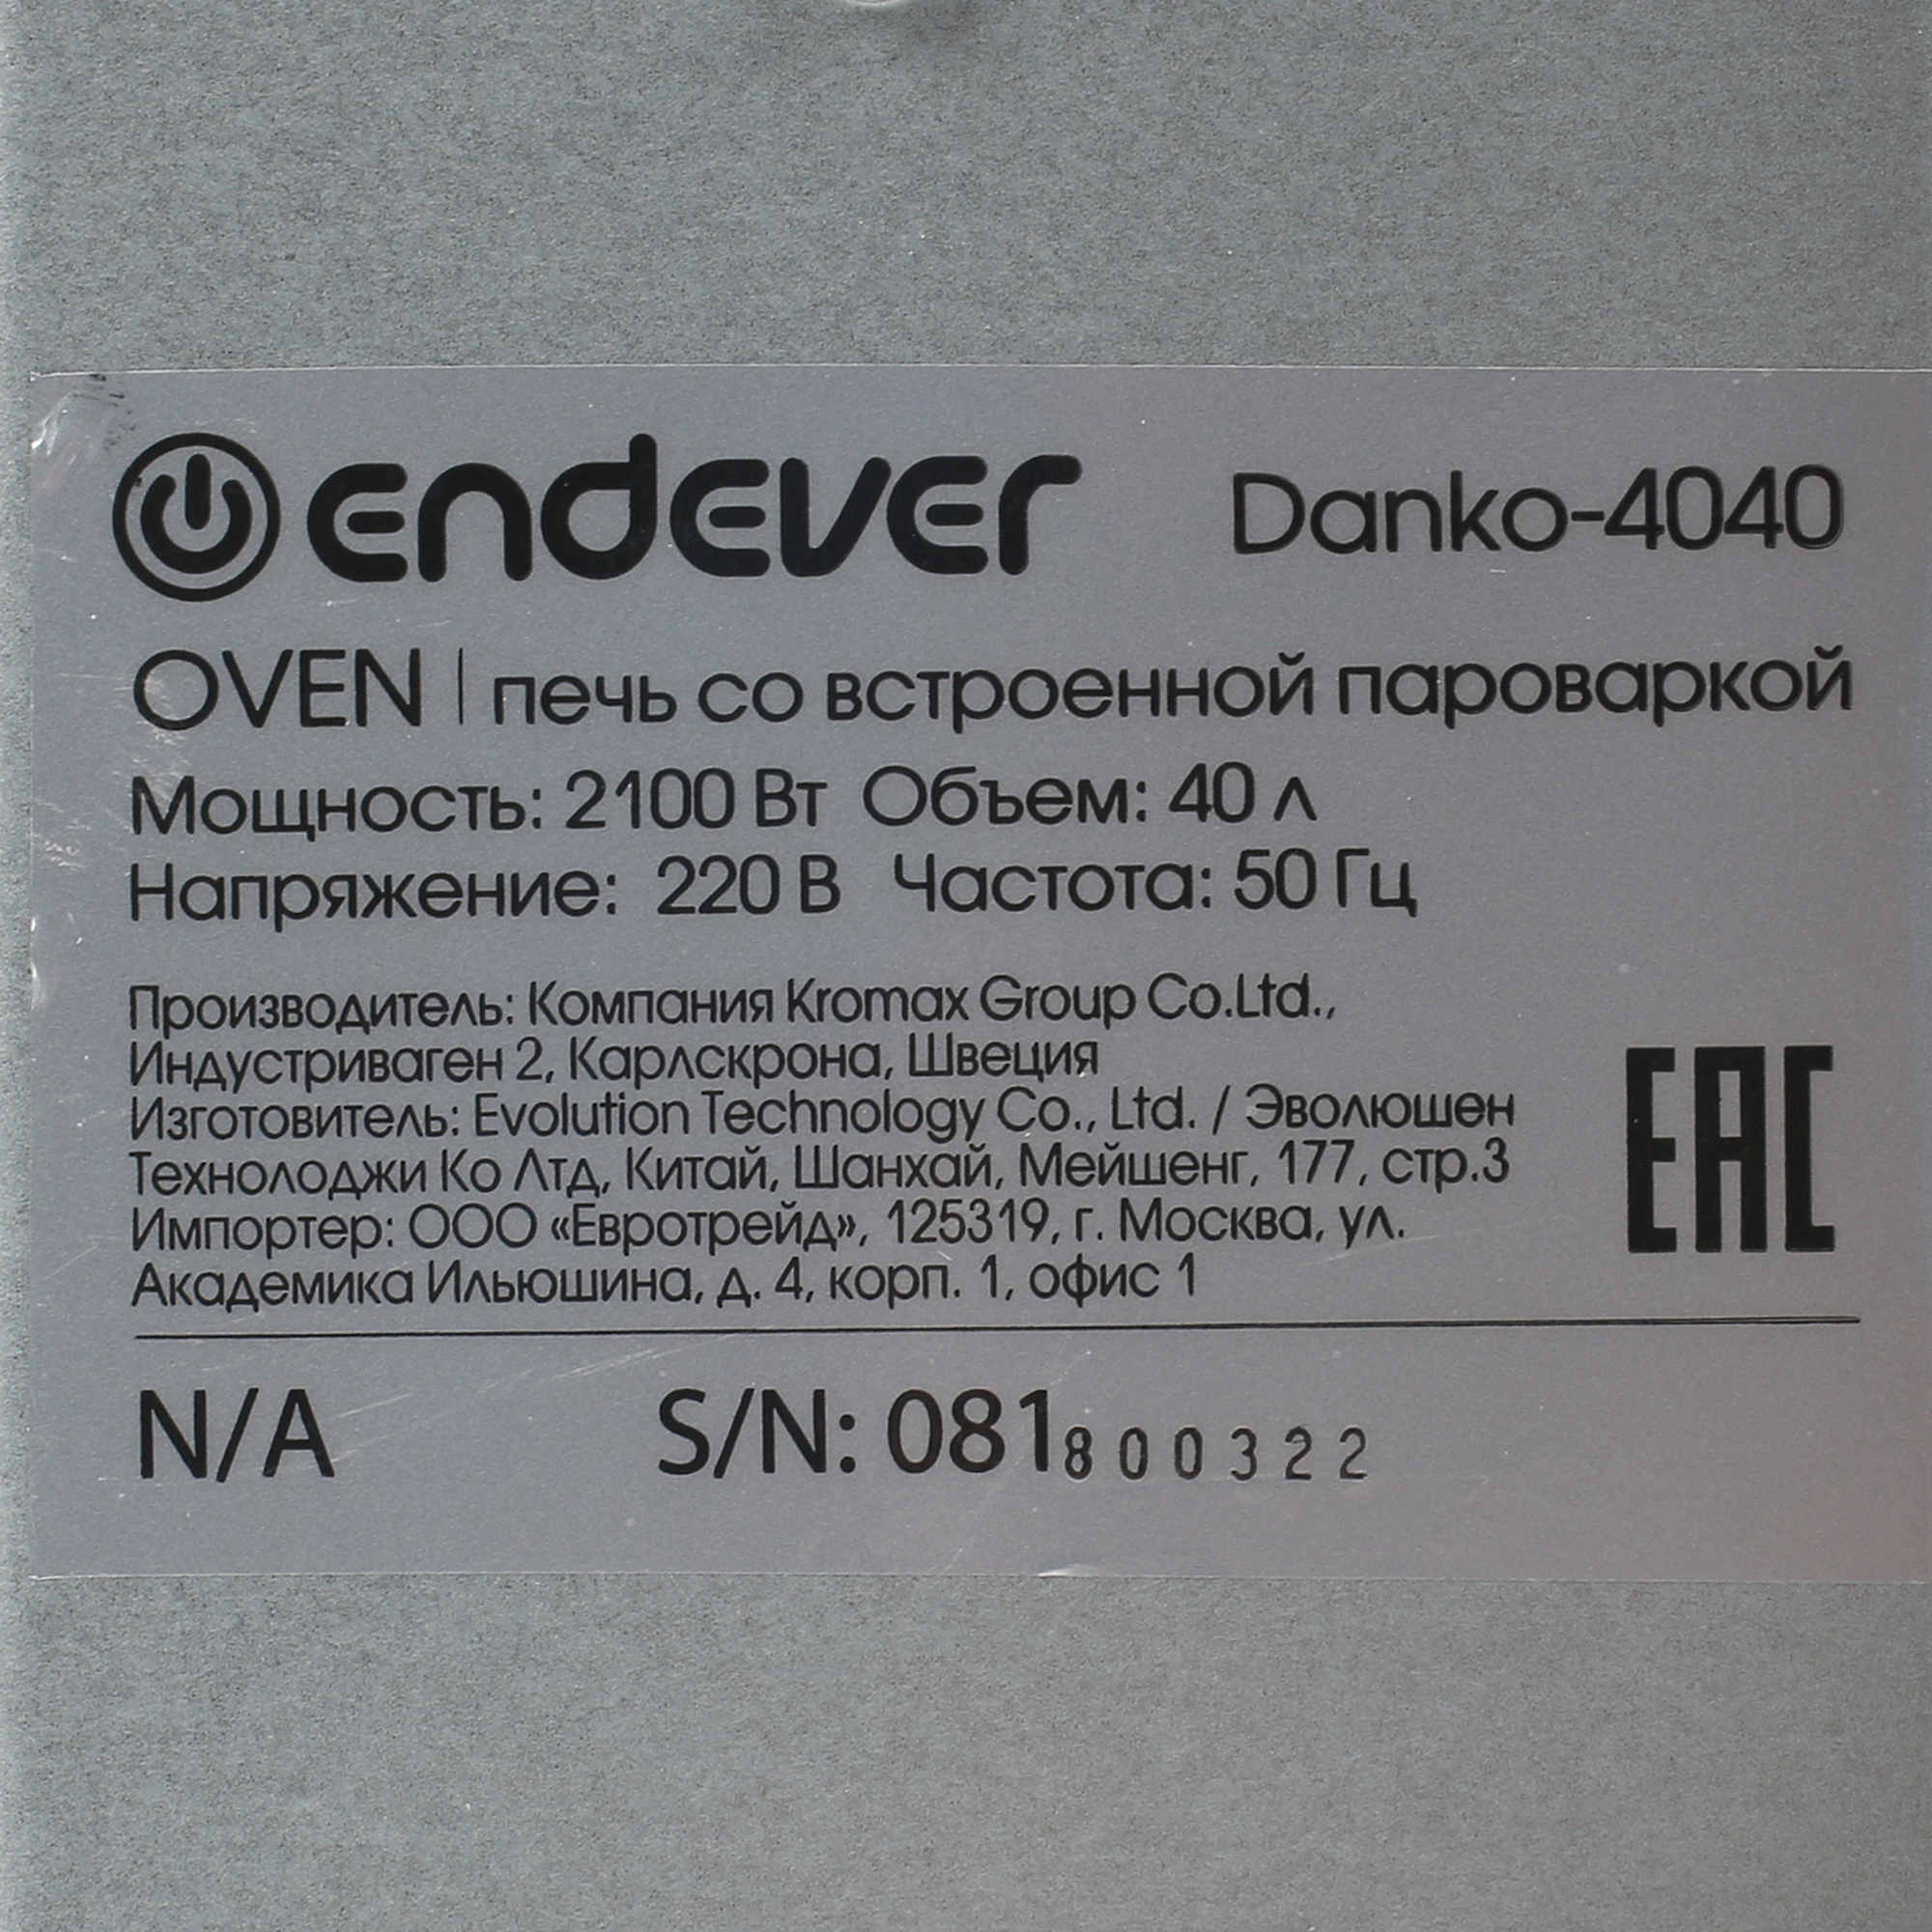 endever Danko-4040
OVEN | печь со встроенной пароваркой
Мощность: 2100 Вт Объем: 40 л
Напряжение: 220 В Частота: 50 Гц
Производитель: Компания Kromax Group Co.Ltd.,
Индустриваген 2, Карлскрона, Швеция
Изготовитель: Evolution Technology Co., Ltd. / Эволюшен
Технолоджи Ко Лтд, Китай, Шанхай, Мейшенг, 177, стр.3
Импортер: ООО «Евротрейд», 125319, г. Москва, ул.
Академика Ильюшина, д. 4, корп. 1, офис 1
EAC
N/A S/N: 081800322